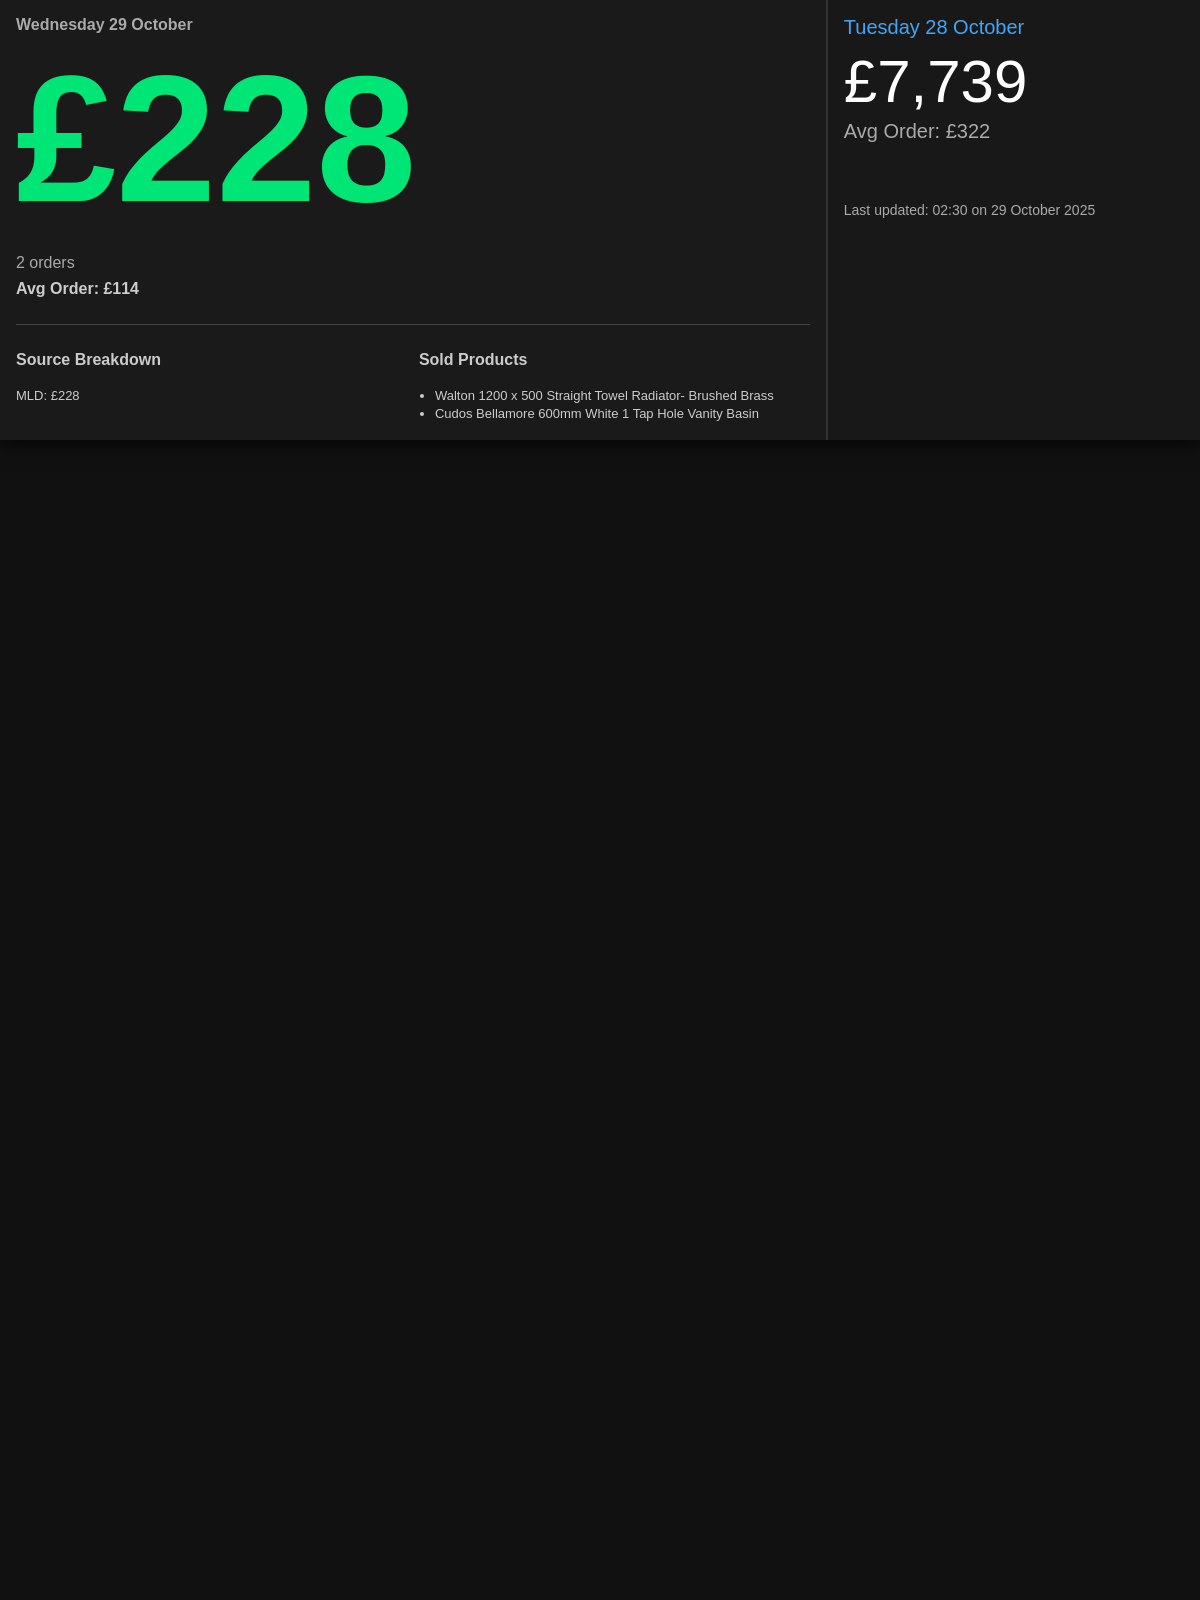 Wednesday 29 October
£228
2 orders
Avg Order: £114
Source Breakdown
MLD: £228
Sold Products
• Walton 1200 x 500 Straight Towel Radiator- Brushed Brass
• Cudos Bellamore 600mm White 1 Tap Hole Vanity Basin
Tuesday 28 October
£7,739
Avg Order: £322
Last updated: 02:30 on 29 October 2025